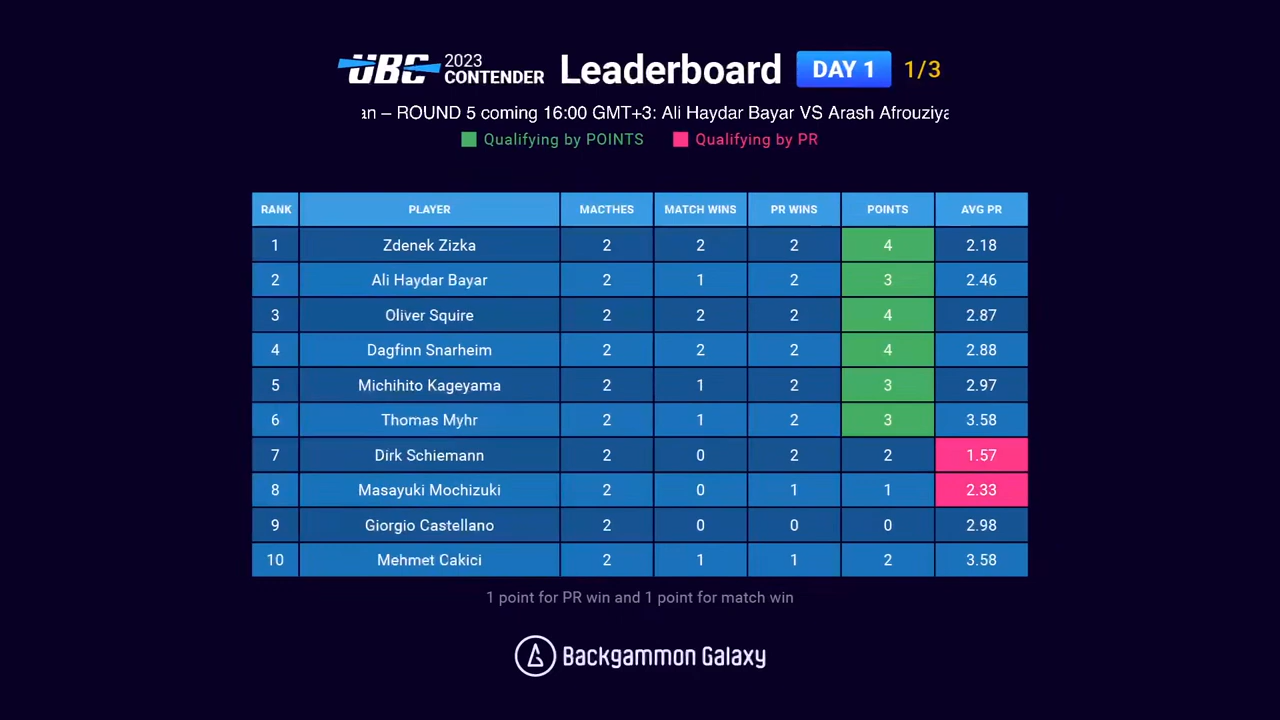 UBC 2023 CONTENDER Leaderboard DAY 1 1/3
an – ROUND 5 coming 16:00 GMT+3: Ali Haydar Bayar VS Arash Afrouziya
Qualifying by POINTS Qualifying by PR
RANK PLAYER MACTHES MATCH WINS PR WINS POINTS AVG PR
1 Zdenek Zizka 2 2 2 4 2.18
2 Ali Haydar Bayar 2 1 2 3 2.46
3 Oliver Squire 2 2 2 4 2.87
4 Dagfinn Snarheim 2 2 2 4 2.88
5 Michihito Kageyama 2 1 2 3 2.97
6 Thomas Myhr 2 1 2 3 3.58
7 Dirk Schiemann 2 0 2 2 1.57
8 Masayuki Mochizuki 2 0 1 1 2.33
9 Giorgio Castellano 2 0 0 0 2.98
10 Mehmet Cakici 2 1 1 2 3.58
1 point for PR win and 1 point for match win
Backgammon Galaxy